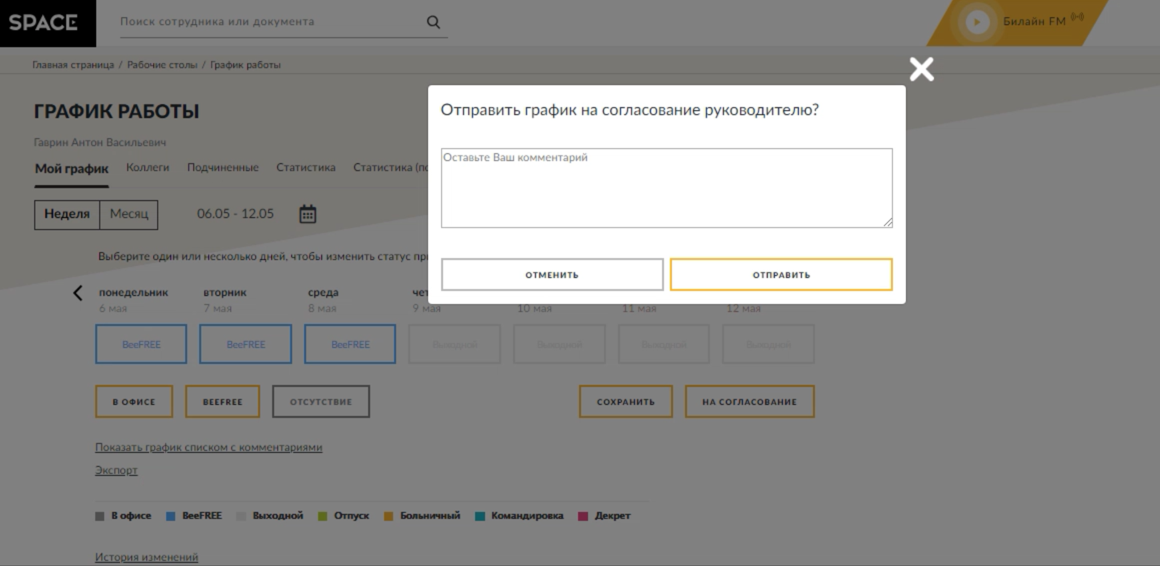 SPACE
Поиск сотрудника или документа
Билайн FM
Главная страница / Рабочие столы / График работы
ГРАФИК РАБОТЫ
Гаврин Антон Васильевич
Мой график Коллеги Подчиненные Статистика Статистика (по
Неделя Месяц 06.05 - 12.05
Выберите один или несколько дней, чтобы изменить статус пр
Отправить график на согласование руководителю?
Оставьте Ваш комментарий
ОТМЕНИТЬ ОТПРАВИТЬ
понедельник вторник среда чет
6 мая 7 мая 8 мая 9 мая 10 мая 11 мая 12 мая
BeeFREE BeeFREE BeeFREE Выходной Выходной Выходной Выходной
В ОФИСЕ BEEFREE ОТСУТСТВИЕ СОХРАНИТЬ НА СОГЛАСОВАНИЕ
Показать график списком с комментариями
Экспорт
В офисе BeeFREE Выходной Отпуск Больничный Командировка Декрет
История изменений